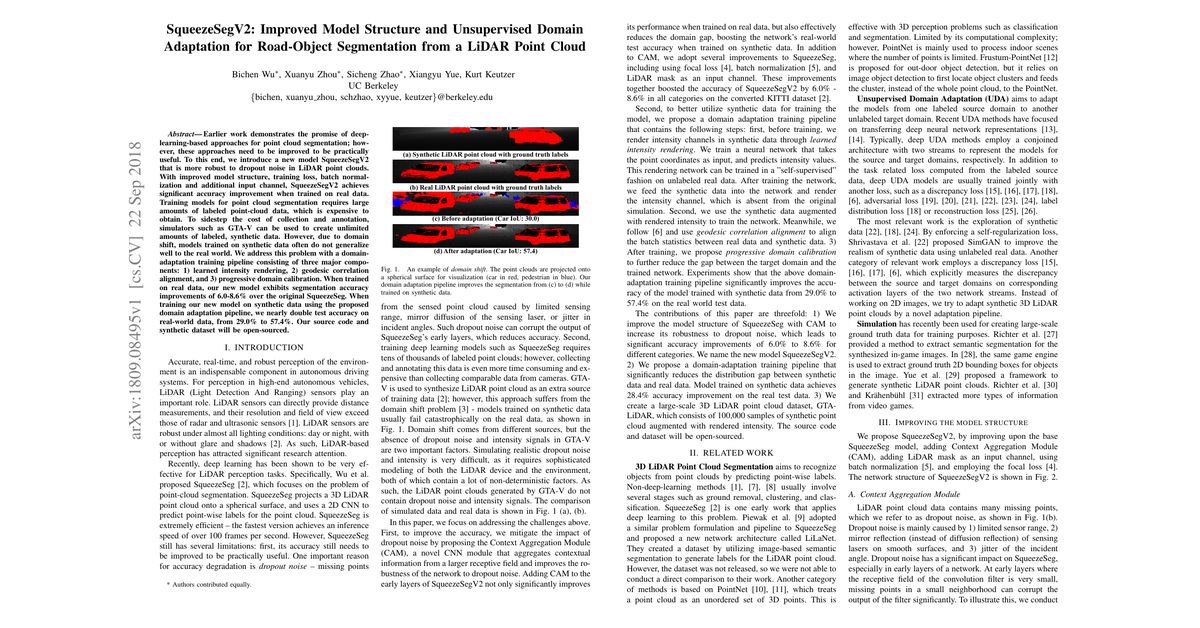 SqueezeSegV2: Improved Model Structure and Unsupervised Domain
Adaptation for Road-Object Segmentation from a LiDAR Point Cloud
Bichen Wu*, Xuanyu Zhou*, Sicheng Zhao*, Xiangyu Yue, Kurt Keutzer
UC Berkeley
{bichen, xuanyu_zhou, schzhao, xyyue, keutzer}@berkeley.edu
arXiv:1809.08495v1 [cs.CV] 22 Sep 2018
Abstract—Earlier work demonstrates the promise of deep-
learning-based approaches for point cloud segmentation; how-
ever, these approaches need to be improved to be practically
useful. To this end, we introduce a new model SqueezeSegV2
that is more robust to dropout noise in LiDAR point clouds.
With improved model structure, training loss, batch normal-
ization and additional input channel, SqueezeSegV2 achieves
significant accuracy improvement when trained on real data.
Training models for point cloud segmentation requires large
amounts of labeled point-cloud data, which is expensive to
obtain. To sidestep the cost of collection and annotation,
simulators such as GTA-V can be used to create unlimited
amounts of labeled, synthetic data. However, due to domain
shift, models trained on synthetic data often do not generalize
well to the real world. We address this problem with a domain-
adaptation training pipeline consisting of three major compo-
nents: 1) learned intensity rendering, 2) geodesic correlation
alignment, and 3) progressive domain calibration. When trained
on real data, our new model exhibits segmentation accuracy
improvements of 6.0-8.6% over the original SqueezeSeg. When
training our new model on synthetic data using the proposed
domain adaptation pipeline, we nearly double test accuracy on
real-world data, from 29.0% to 57.4%. Our source code and
synthetic dataset will be open-sourced.
I. INTRODUCTION
Accurate, real-time, and robust perception of the environ-
ment is an indispensable component in autonomous driving
systems. For perception in high-end autonomous vehicles,
LiDAR (Light Detection And Ranging) sensors play an
important role. LiDAR sensors can directly provide distance
measurements, and their resolution and field of view exceed
those of radar and ultrasonic sensors [1]. LiDAR sensors are
robust under almost all lighting conditions: day or night, with
or without glare and shadows [2]. As such, LiDAR-based
perception has attracted significant research attention.
Recently, deep learning has been shown to be very ef-
fective for LiDAR perception tasks. Specifically, Wu et al.
proposed SqueezeSeg [2], which focuses on the problem of
point-cloud segmentation. SqueezeSeg projects a 3D LiDAR
point cloud onto a spherical surface, and uses a 2D CNN to
predict point-wise labels for the point cloud. SqueezeSeg is
extremely efficient – the fastest version achieves an inference
speed of over 100 frames per second. However, SqueezeSeg
still has several limitations: first, its accuracy still needs to
be improved to be practically useful. One important reason
for accuracy degradation is dropout noise – missing points
* Authors contributed equally.
(a) Synthetic LiDAR point cloud with ground truth labels
(b) Real LiDAR point cloud with ground truth labels
(c) Before adaptation (Car IoU: 30.0)
(d) After adaptation (Car IoU: 57.4)
Fig. 1. An example of domain shift. The point clouds are projected onto
a spherical surface for visualization (car in red, pedestrian in blue). Our
domain adaptation pipeline improves the segmentation from (c) to (d) while
trained on synthetic data.
from the sensed point cloud caused by limited sensing
range, mirror diffusion of the sensing laser, or jitter in
incident angles. Such dropout noise can corrupt the output of
SqueezeSeg's early layers, which reduces accuracy. Second,
training deep learning models such as SqueezeSeg requires
tens of thousands of labeled point clouds; however, collecting
and annotating this data is even more time consuming and ex-
pensive than collecting comparable data from cameras. GTA-
V is used to synthesize LiDAR point cloud as an extra source
of training data [2]; however, this approach suffers from the
domain shift problem [3] - models trained on synthetic data
usually fail catastrophically on the real data, as shown in
Fig. 1. Domain shift comes from different sources, but the
absence of dropout noise and intensity signals in GTA-V
are two important factors. Simulating realistic dropout noise
and intensity is very difficult, as it requires sophisticated
modeling of both the LiDAR device and the environment,
both of which contain a lot of non-deterministic factors. As
such, the LiDAR point clouds generated by GTA-V do not
contain dropout noise and intensity signals. The comparison
of simulated data and real data is shown in Fig. 1 (a), (b).
In this paper, we focus on addressing the challenges above.
First, to improve the accuracy, we mitigate the impact of
dropout noise by proposing the Context Aggregation Module
(CAM), a novel CNN module that aggregates contextual
information from a larger receptive field and improves the ro-
bustness of the network to dropout noise. Adding CAM to the
early layers of SqueezeSegV2 not only significantly improves
its performance when trained on real data, but also effectively
reduces the domain gap, boosting the network's real-world
test accuracy when trained on synthetic data. In addition
to CAM, we adopt several improvements to SqueezeSeg,
including using focal loss [4], batch normalization [5], and
LiDAR mask as an input channel. These improvements
together boosted the accuracy of SqueezeSegV2 by 6.0% -
8.6% in all categories on the converted KITTI dataset [2].
Second, to better utilize synthetic data for training the
model, we propose a domain adaptation training pipeline
that contains the following steps: first, before training, we
render intensity channels in synthetic data through learned
intensity rendering. We train a neural network that takes
the point coordinates as input, and predicts intensity values.
This rendering network can be trained in a "self-supervised"
fashion on unlabeled real data. After training the network,
we feed the synthetic data into the network and render
the intensity channel, which is absent from the original
simulation. Second, we use the synthetic data augmented
with rendered intensity to train the network. Meanwhile, we
follow [6] and use geodesic correlation alignment to align
the batch statistics between real data and synthetic data. 3)
After training, we propose progressive domain calibration
to further reduce the gap between the target domain and the
trained network. Experiments show that the above domain-
adaptation training pipeline significantly improves the accu-
racy of the model trained with synthetic data from 29.0% to
57.4% on the real world test data.
The contributions of this paper are threefold: 1) We
improve the model structure of SqueezeSeg with CAM to
increase its robustness to dropout noise, which leads to
significant accuracy improvements of 6.0% to 8.6% for
different categories. We name the new model SqueezeSegV2.
2) We propose a domain-adaptation training pipeline that
significantly reduces the distribution gap between synthetic
data and real data. Model trained on synthetic data achieves
28.4% accuracy improvement on the real test data. 3) We
create a large-scale 3D LiDAR point cloud dataset, GTA-
LiDAR, which consists of 100,000 samples of synthetic point
cloud augmented with rendered intensity. The source code
and dataset will be open-sourced.
II. RELATED WORK
3D LiDAR Point Cloud Segmentation aims to recognize
objects from point clouds by predicting point-wise labels.
Non-deep-learning methods [1], [7], [8] usually involve
several stages such as ground removal, clustering, and clas-
sification. SqueezeSeg [2] is one early work that applies
deep learning to this problem. Piewak et al. [9] adopted
a similar problem formulation and pipeline to SqueezeSeg
and proposed a new network architecture called LiLaNet.
They created a dataset by utilizing image-based semantic
segmentation to generate labels for the LiDAR point cloud.
However, the dataset was not released, so we were not able to
conduct a direct comparison to their work. Another category
of methods is based on PointNet [10], [11], which treats
a point cloud as an unordered set of 3D points. This is
effective with 3D perception problems such as classification
and segmentation. Limited by its computational complexity;
however, PointNet is mainly used to process indoor scenes
where the number of points is limited. Frustum-PointNet [12]
is proposed for out-door object detection, but it relies on
image object detection to first locate object clusters and feeds
the cluster, instead of the whole point cloud, to the PointNet.
Unsupervised Domain Adaptation (UDA) aims to adapt
the models from one labeled source domain to another
unlabeled target domain. Recent UDA methods have focused
on transferring deep neural network representations [13],
[14]. Typically, deep UDA methods employ a conjoined
architecture with two streams to represent the models for
the source and target domains, respectively. In addition to
the task related loss computed from the labeled source
data, deep UDA models are usually trained jointly with
another loss, such as a discrepancy loss [15], [16], [17], [18],
[6], adversarial loss [19], [20], [21], [22], [23], [24], label
distribution loss [18] or reconstruction loss [25], [26].
The most relevant work is the exploration of synthetic
data [22], [18], [24]. By enforcing a self-regularization loss,
Shrivastava et al. [22] proposed SimGAN to improve the
realism of synthetic data using unlabeled real data. Another
category of relevant work employs a discrepancy loss [15],
[16], [17], [6], which explicitly measures the discrepancy
between the source and target domains on corresponding
activation layers of the two network streams. Instead of
working on 2D images, we try to adapt synthetic 3D LiDAR
point clouds by a novel adaptation pipeline.
Simulation has recently been used for creating large-scale
ground truth data for training purposes. Richter et al. [27]
provided a method to extract semantic segmentation for the
synthesized in-game images. In [28], the same game engine
is used to extract ground truth 2D bounding boxes for objects
in the image. Yue et al. [29] proposed a framework to
generate synthetic LiDAR point clouds. Richter et al. [30]
and Krähenbühl [31] extracted more types of information
from video games.
III. IMPROVING THE MODEL STRUCTURE
We propose SqueezeSegV2, by improving upon the base
SqueezeSeg model, adding Context Aggregation Module
(CAM), adding LiDAR mask as an input channel, using
batch normalization [5], and employing the focal loss [4].
The network structure of SqueezeSegV2 is shown in Fig. 2.
A. Context Aggregation Module
LiDAR point cloud data contains many missing points,
which we refer to as dropout noise, as shown in Fig. 1(b).
Dropout noise is mainly caused by 1) limited sensor range, 2)
mirror reflection (instead of diffusion reflection) of sensing
lasers on smooth surfaces, and 3) jitter of the incident
angle. Dropout noise has a significant impact on SqueezeSeg,
especially in early layers of a network. At early layers where
the receptive field of the convolution filter is very small,
missing points in a small neighborhood can corrupt the
output of the filter significantly. To illustrate this, we conduct